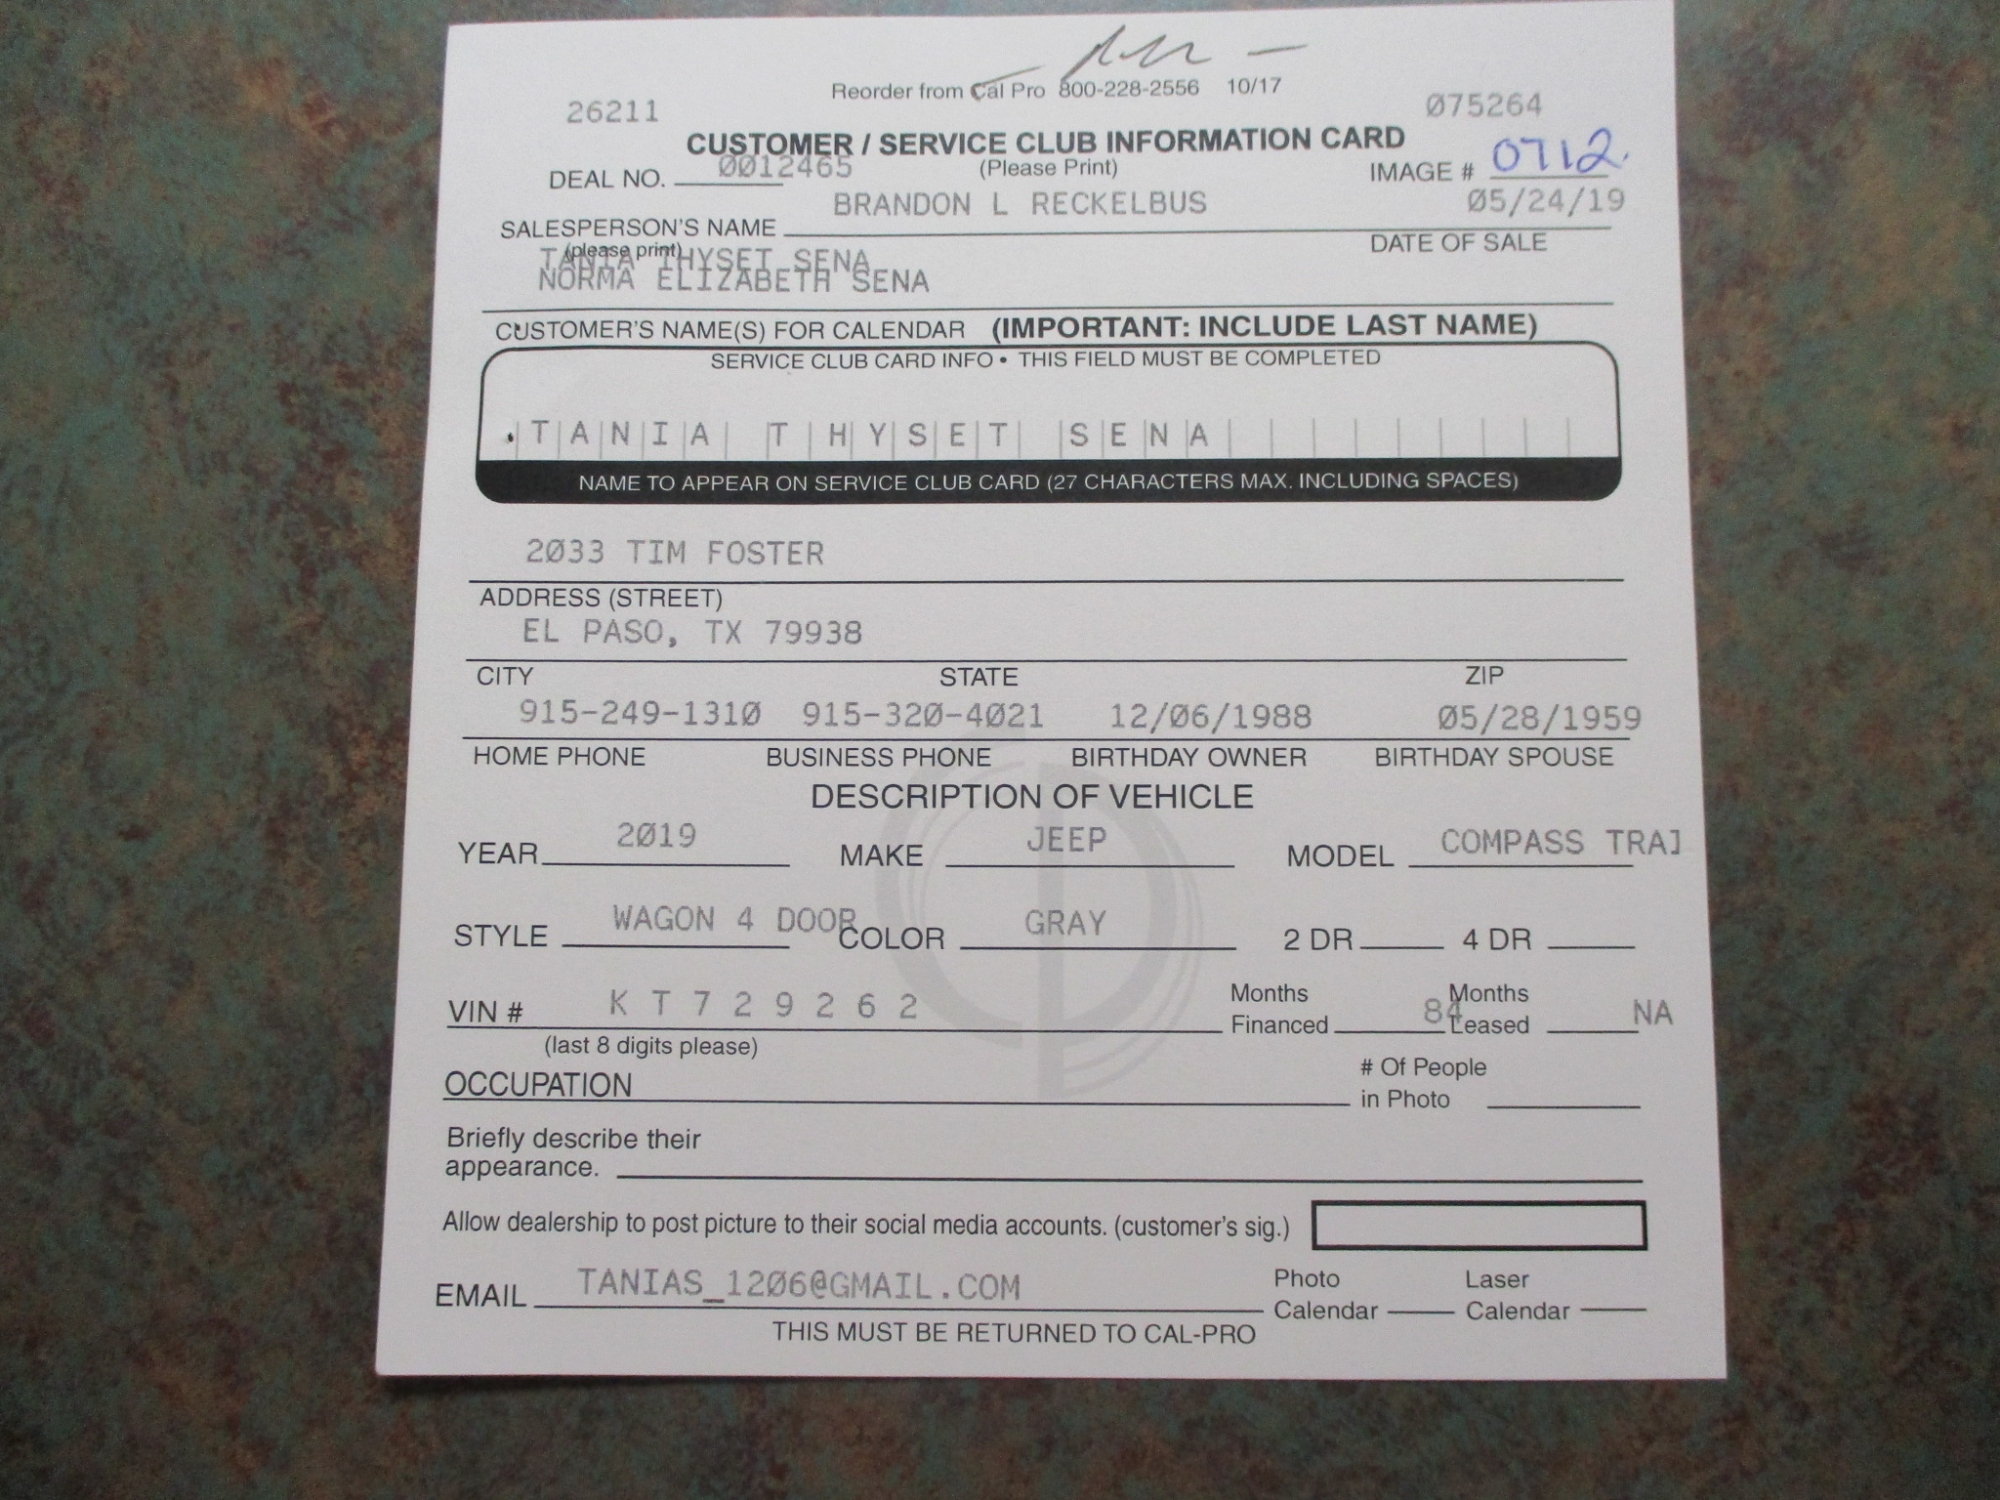 Reorder from Cal Pro 800-228-2556 10/17
26211 Ø75264
CUSTOMER / SERVICE CLUB INFORMATION CARD
DEAL NO. ØØ12465 (Please Print) IMAGE # 0712
SALESPERSON'S NAME BRANDON L RECKELBUS Ø5/24/19
(please print) DATE OF SALE
TANIA THYSET SENA
NORMA ELIZABETH SENA
CUSTOMER'S NAME(S) FOR CALENDAR (IMPORTANT: INCLUDE LAST NAME)
SERVICE CLUB CARD INFO • THIS FIELD MUST BE COMPLETED
TANIA THYSET SENA
NAME TO APPEAR ON SERVICE CLUB CARD (27 CHARACTERS MAX. INCLUDING SPACES)
2Ø33 TIM FOSTER
ADDRESS (STREET)
EL PASO, TX 79938
CITY STATE ZIP
915-249-131Ø 915-32Ø-4Ø21 12/Ø6/1988 Ø5/28/1959
HOME PHONE BUSINESS PHONE BIRTHDAY OWNER BIRTHDAY SPOUSE
DESCRIPTION OF VEHICLE
YEAR 2Ø19 MAKE JEEP MODEL COMPASS TRAI
STYLE WAGON 4 DOOR COLOR GRAY 2 DR 4 DR
VIN # K T 7 2 9 2 6 2 Months Financed 84 Months Leased NA
(last 8 digits please)
OCCUPATION # Of People in Photo
Briefly describe their
appearance.
Allow dealership to post picture to their social media accounts. (customer's sig.)
EMAIL TANIAS_12Ø6@GMAIL.COM Photo Calendar Laser Calendar
THIS MUST BE RETURNED TO CAL-PRO